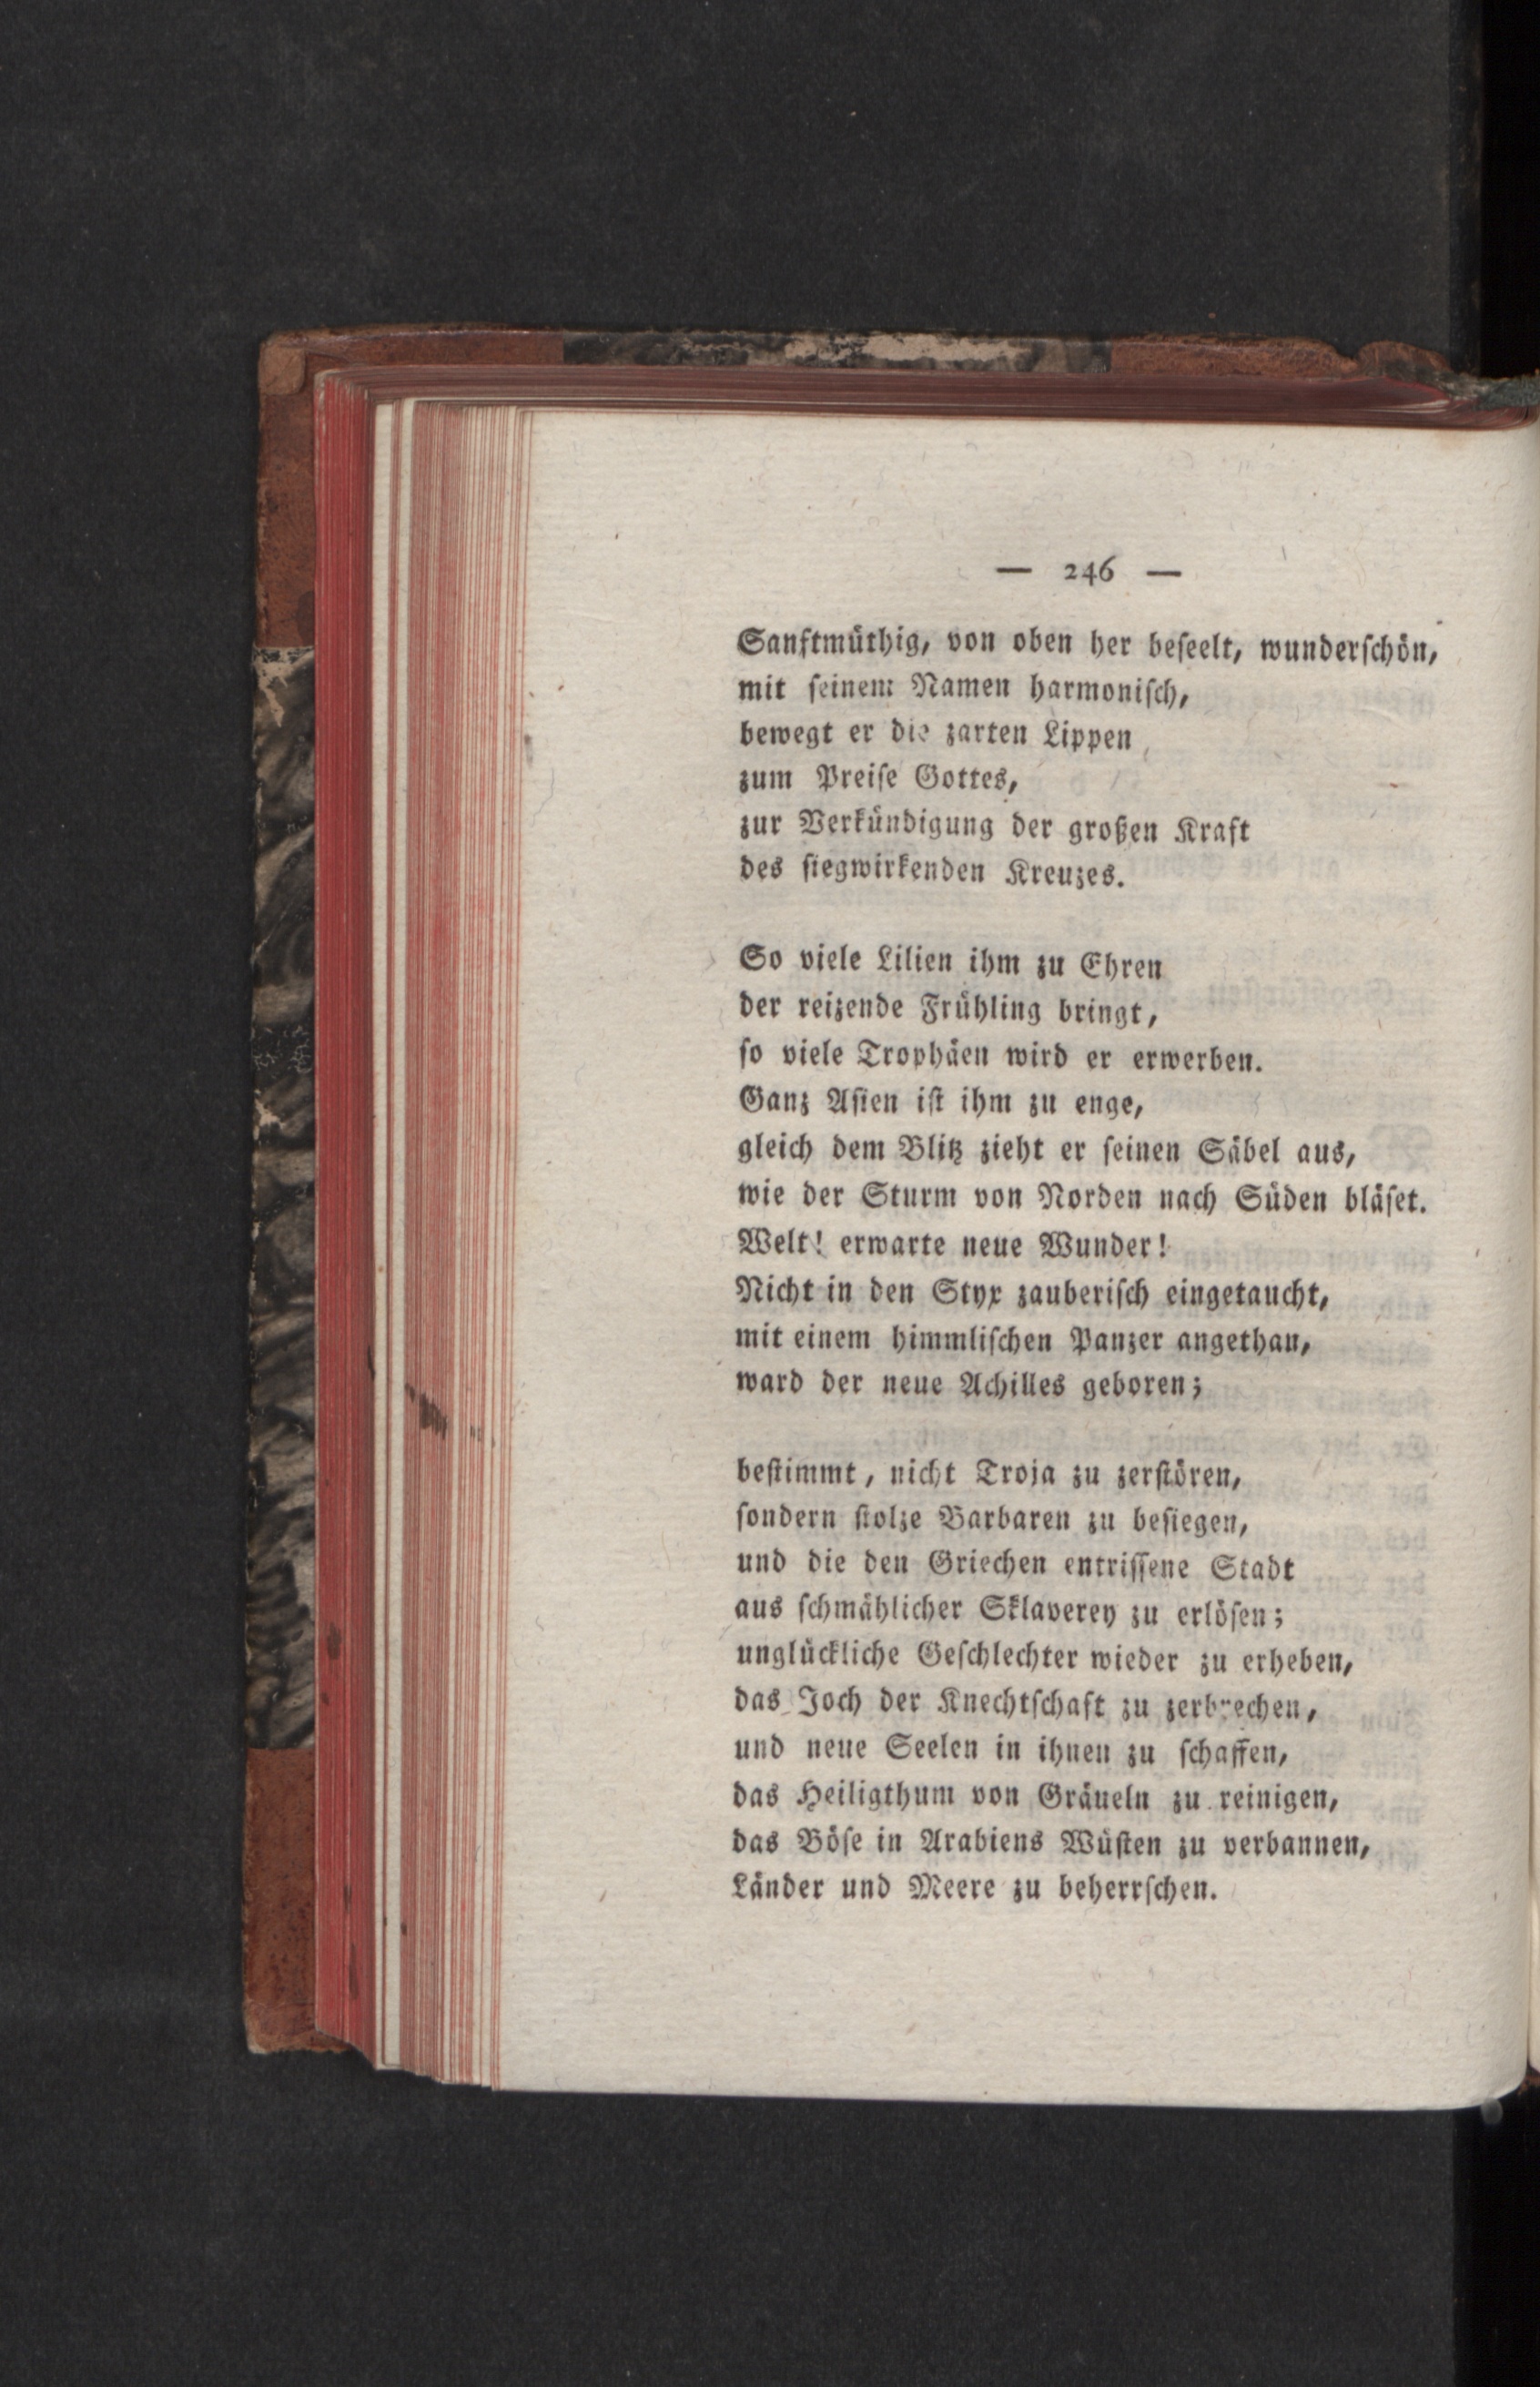 — 246 —
Sanftmüthig, von oben her beſeelt, wunderſchön,
mit ſeinem Namen harmoniſch,
bewegt er die zarten Lippen
zum Preiſe Gottes,
zur Verkündigung der großen Kraft
des ſiegwirkenden Kreuzes.
So viele Lilien ihm zu Ehren
der reizende Frühling bringt,
ſo viele Trophäen wird er erwerben.
Ganz Aſien iſt ihm zu enge,
gleich dem Blitz zieht er ſeinen Säbel aus,
wie der Sturm von Norden nach Süden bläſet.
Welt! erwarte neue Wunder!
Nicht in den Styx zauberiſch eingetaucht,
mit einem himmliſchen Panzer angethan,
ward der neue Achilles geboren;
beſtimmt, nicht Troja zu zerſtören,
ſondern ſtolze Barbaren zu beſiegen,
und die den Griechen entriſſene Stadt
aus ſchmählicher Sklaverey zu erlöſen;
unglückliche Geſchlechter wieder zu erheben,
das Joch der Knechtſchaft zu zerbrechen,
und neue Seelen in ihnen zu ſchaffen,
das Heiligthum von Gräueln zu reinigen,
das Böſe in Arabiens Wüſten zu verbannen,
Länder und Meere zu beherrſchen.